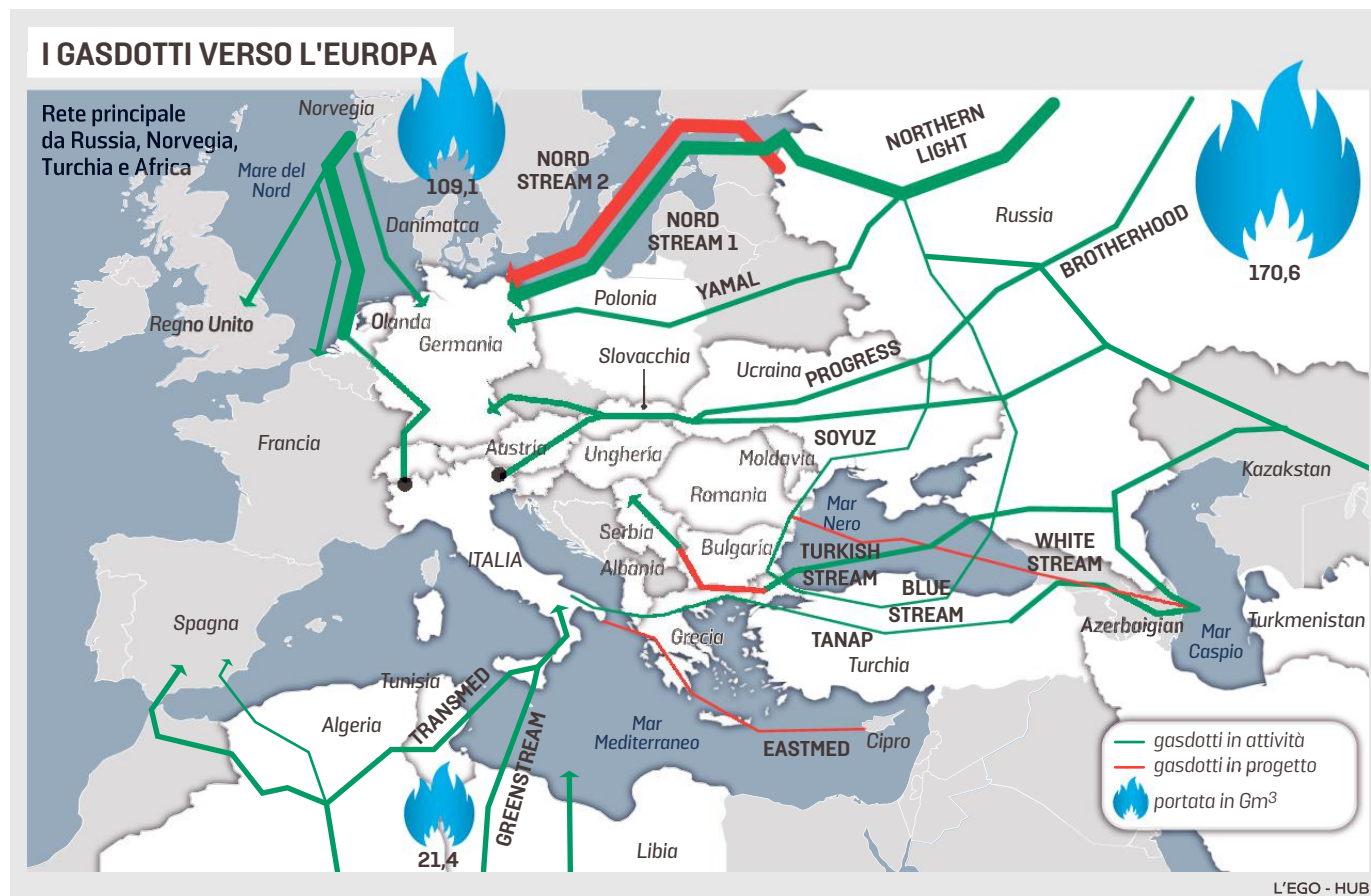 I GASDOTTI VERSO L'EUROPA
Rete principale
da Russia, Norvegia,
Turchia e Africa
Norvegia
109,1
Mare del
Nord
Danimatca
NORD
STREAM 2
NORD
STREAM 1
NORTHERN
LIGHT
Russia
BROTHERHOOD
170,6
YAMAL
Polonia
Regno Unito
Olanda
Germania
Slovacchia
Ucraina
PROGRESS
Francia
Austria
Ungheria
SOYUZ
Moldavia
Kazakstan
Romania
Mar
Nero
Serbia
Bulgaria
TURKISH
STREAM
WHITE
STREAM
ITALIA
Albania
BLUE
STREAM
Spagna
Grecia
TANAP
Turchia
Azerbaigian
Mar
Caspio
Turkmenistan
Tunisia
Algeria
TRANSMED
GREENSTREAM
Mar
Mediterraneo
EASTMED
Cipro
gasdotti in attività
gasdotti in progetto
portata in Gm³
21,4
Libia
L'EGO - HUB